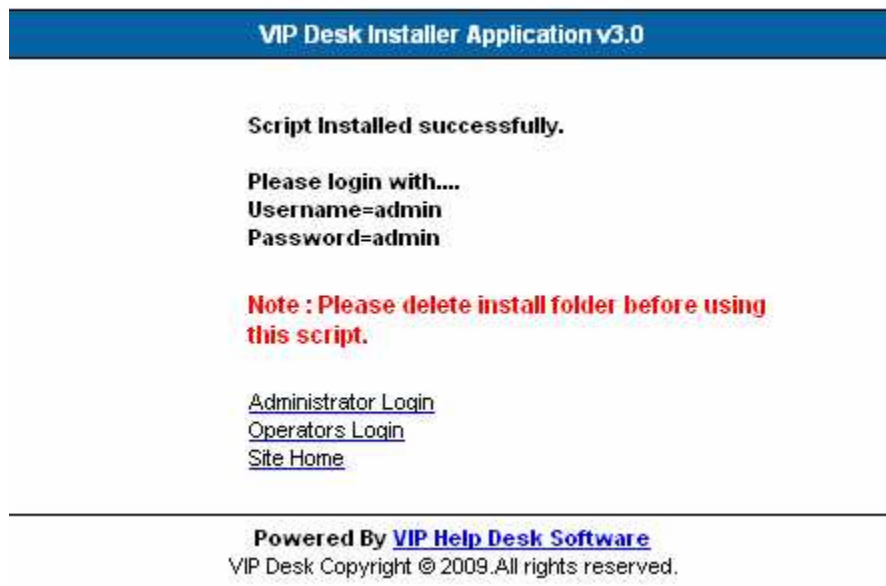 VIP Desk Installer Application v3.0
Script Installed successfully.
Please login with....
Username=admin
Password=admin
Note : Please delete install folder before using
this script.
Administrator Login
Operators Login
Site Home
Powered By VIP Help Desk Software
VIP Desk Copyright © 2009.All rights reserved.